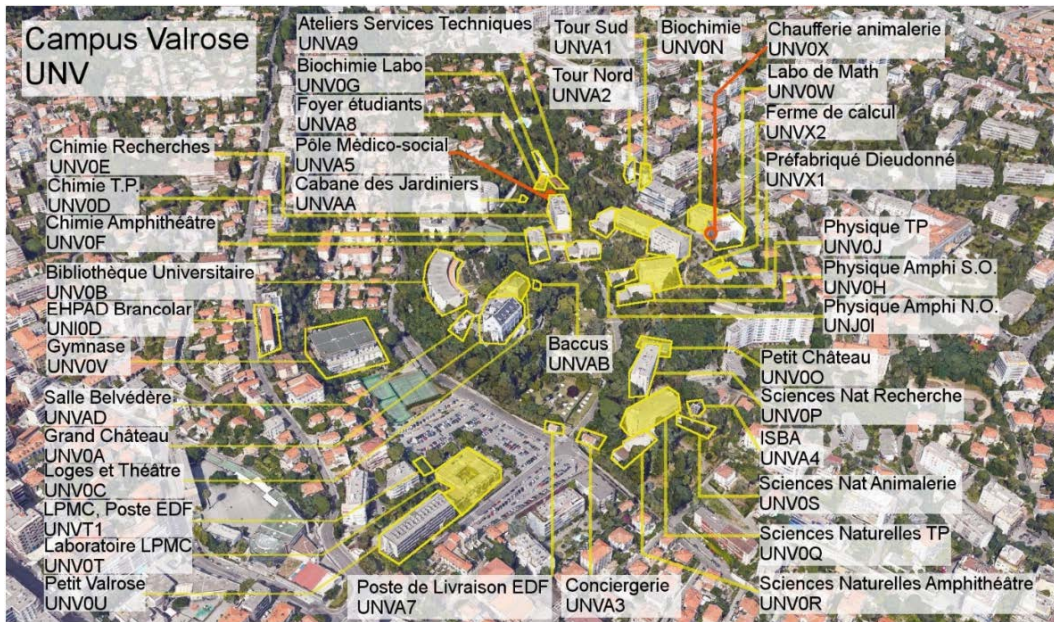 Campus Valrose
UNV
Ateliers Services Techniques
UNVA9
Biochimie Labo
UNV0G
Foyer étudiants
UNVA8
Pôle Médico-social
UNVA5
Cabane des Jardiniers
UNVAA
Tour Sud
UNVA1
Tour Nord
UNVA2
Biochimie
UNV0N
Chaufferie animalerie
UNV0X
Labo de Math
UNV0W
Ferme de calcul
UNVX2
Préfabriqué Dieudonné
UNVX1
Chimie Recherches
UNV0E
Chimie T.P.
UNV0D
Chimie Amphithéâtre
UNV0F
Bibliothèque Universitaire
UNV0B
EHPAD Brancolar
UNI0D
Gymnase
UNV0V
Salle Belvédère
UNVAD
Grand Château
UNV0A
Loges et Théâtre
UNV0C
LPMC, Poste EDF
UNVT1
Laboratoire LPMC
UNV0T
Petit Valrose
UNV0U
Baccus
UNVAB
Physique TP
UNV0J
Physique Amphi S.O.
UNV0H
Physique Amphi N.O.
UNJ0I
Petit Château
UNV0O
Sciences Nat Recherche
UNV0P
ISBA
UNVA4
Sciences Nat Animalerie
UNV0S
Sciences Naturelles TP
UNV0Q
Sciences Naturelles Amphithéâtre
UNV0R
Poste de Livraison EDF
UNVA7
Conciergerie
UNVA3